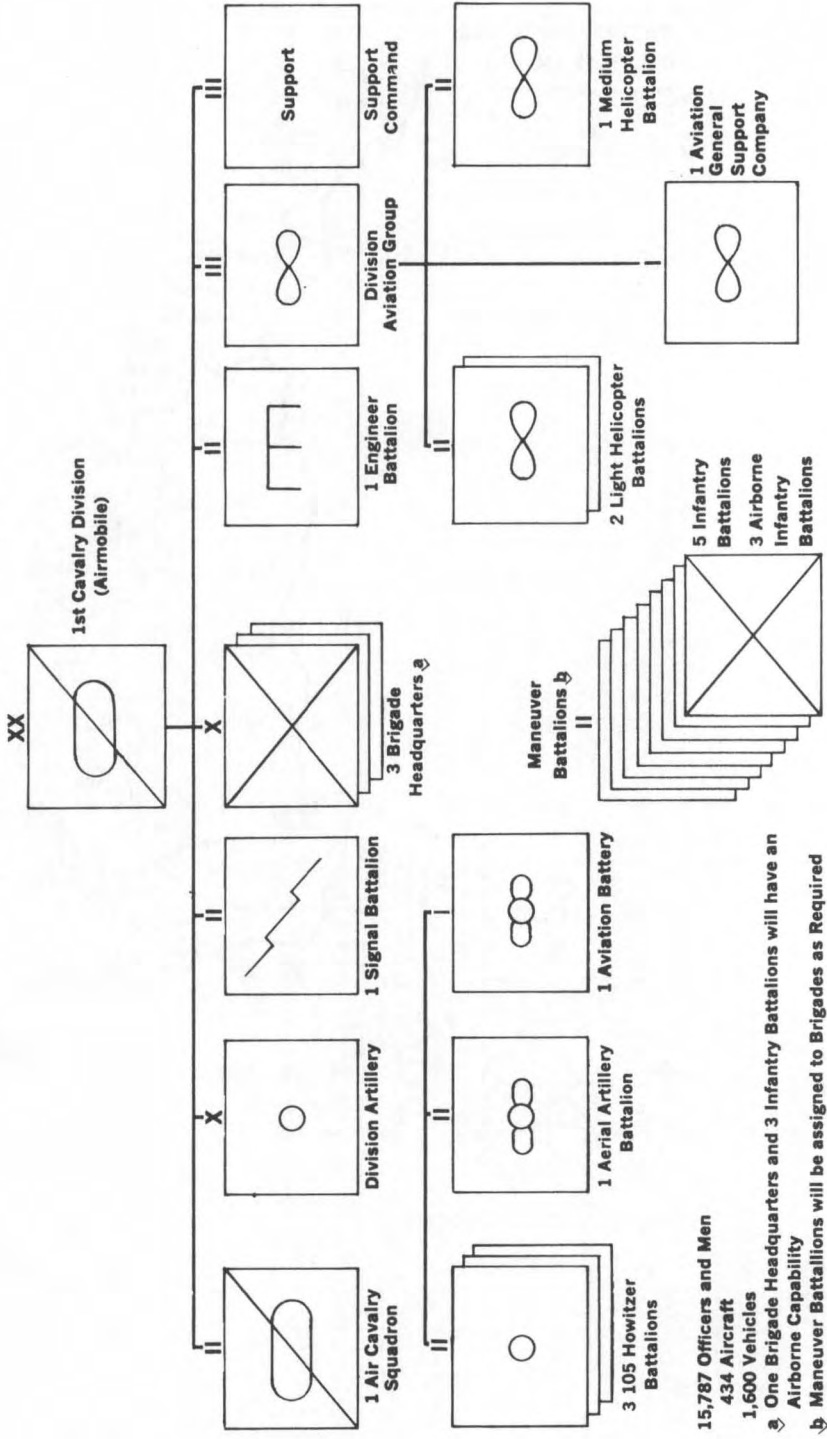 XX
1st Cavalry Division
(Airmobile)
II
X
II
X
II
III
III
Support
1 Air Cavalry
Squadron
Division Artillery
1 Signal Battalion
3 Brigade
Headquarters a
1 Engineer
Battalion
Division
Aviation Group
Support
Command
II
II
I
II
I
II
3 105 Howitzer
Battalions
1 Aerial Artillery
Battalion
1 Aviation Battery
Maneuver
Battalions b
II
5 Infantry
Battalions
3 Airborne
Infantry
Battalions
2 Light Helicopter
Battalions
1 Aviation
General
Support
Company
1 Medium
Helicopter
Battalion
15,787 Officers and Men
434 Aircraft
1,600 Vehicles
a One Brigade Headquarters and 3 Infantry Battalions will have an
Airborne Capability
b Maneuver Battallions will be assigned to Brigades as Required